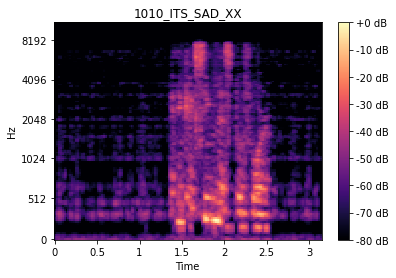 1010_ITS_SAD_XX
+0 dB
8192
-10 dB
4096
-20 dB
-30 dB
2048
Hz
-40 dB
1024
-50 dB
512
-60 dB
-70 dB
0
-80 dB
0 0.5 1 1.5 2 2.5 3
Time